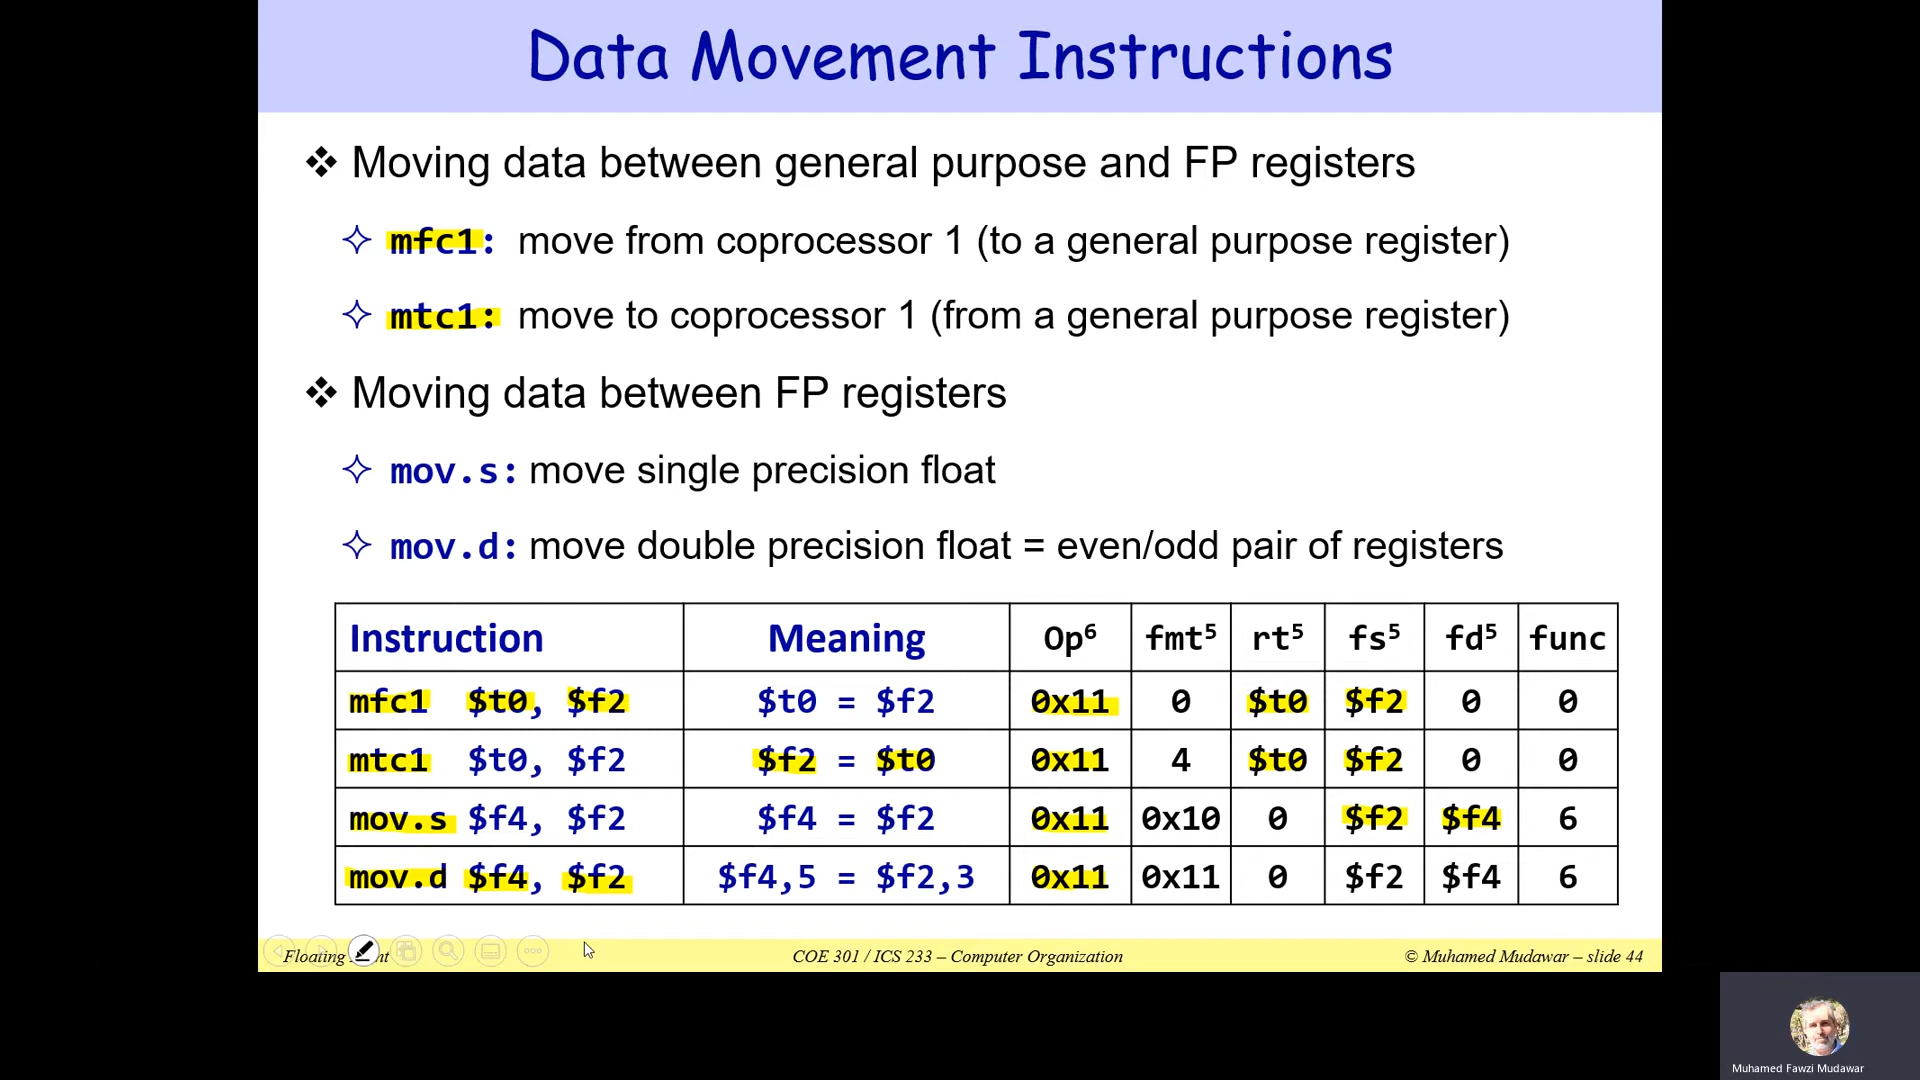 Data Movement Instructions
❖ Moving data between general purpose and FP registers
✧ mfc1: move from coprocessor 1 (to a general purpose register)
✧ mtc1: move to coprocessor 1 (from a general purpose register)
❖ Moving data between FP registers
✧ mov.s: move single precision float
✧ mov.d: move double precision float = even/odd pair of registers
Instruction Meaning Op⁶ fmt⁵ rt⁵ fs⁵ fd⁵ func
mfc1 $t0, $f2 $t0 = $f2 0x11 0 $t0 $f2 0 0
mtc1 $t0, $f2 $f2 = $t0 0x11 4 $t0 $f2 0 0
mov.s $f4, $f2 $f4 = $f2 0x11 0x10 0 $f2 $f4 6
mov.d $f4, $f2 $f4,5 = $f2,3 0x11 0x11 0 $f2 $f4 6
Floating COE 301 / ICS 233 – Computer Organization © Muhamed Mudawar – slide 44
Muhamed Fawzi Mudawar